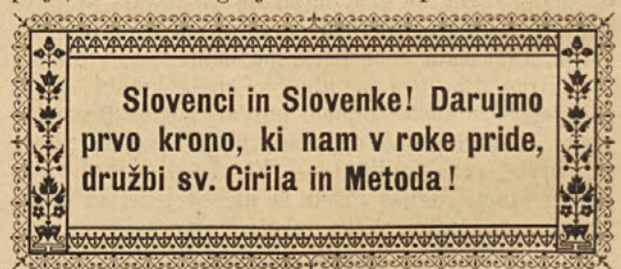 Slovenci in Slovenke! Darujmo
prvo krono, ki nam v roke pride,
družbi sv. Cirila in Metoda!